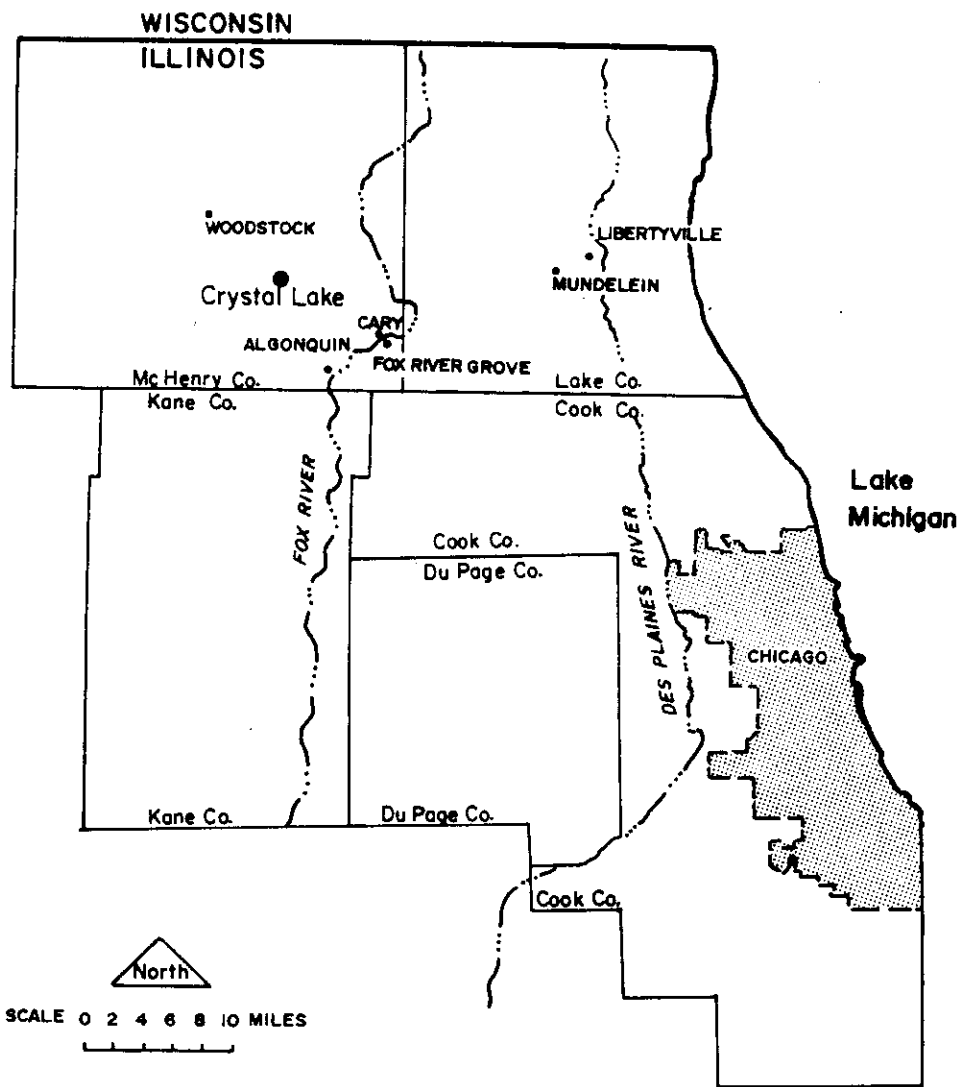 WISCONSIN
ILLINOIS
WOODSTOCK
LIBERTYVILLE
MUNDELEIN
Crystal Lake
CARY
ALGONQUIN
FOX RIVER GROVE
Mc Henry Co.
Lake Co.
Kane Co.
Cook Co.
FOX RIVER
Lake
Michigan
DES PLAINES RIVER
Cook Co.
Du Page Co.
CHICAGO
Kane Co.
Du Page Co.
Cook Co.
North
SCALE 0 2 4 6 8 10 MILES